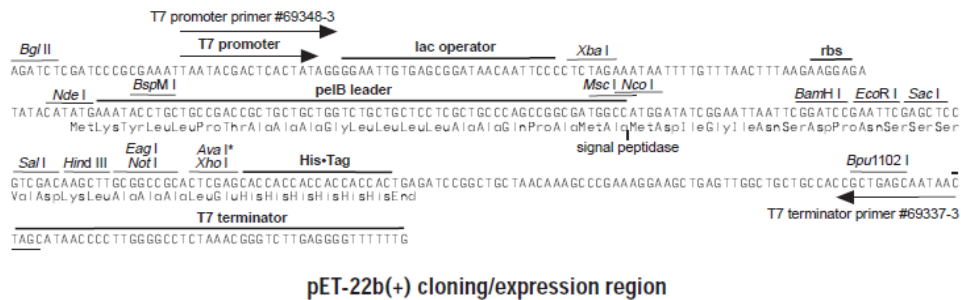 T7 promoter primer #69348-3
Bgl II T7 promoter lac operator Xba I rbs
AGATCTCGATCCCGCGAAATTAATACGACTCACTATAGGGGAATTGTGAGCGGATAACAATTCCCCTCTAGAAATAATTTTGTTTAACTTTAAGAAGGAGA
Nde I BspM I pelB leader Msc I Nco I BamH I EcoR I Sac I
TATACATATGAAATACCTGCTGCCGACCGCTGCTGCTGGTCTGCTGCTCCTCGCTGCCCAGCCGGCGATGGCCATGGATATCGGAATTAATTCGGATCCGAATTCGAGCTCC
MetLysTyrLeuLeuProThrAlaAlaAlaGlyLeuLeuLeuLeuAlaAlaGlnProAlaMetAlaMetAspIleGlyIleAsnSerAspProAsnSerSerSer
signal peptidase
Sal I Hind III Eag I Not I Ava I* Xho I His•Tag Bpu1102 I
GTCGACAAGCTTGCGGCCGCACTCGAGCACCACCACCACCACCACTGAGATCCGGCTGCTAACAAAGCCCGAAAGGAAGCTGAGTTGGCTGCTGCCACCGCTGAGCAATAAC
ValAspLysLeuAlaAlaAlaLeuGluHisHisHisHisHisHisEnd
T7 terminator T7 terminator primer #69337-3
TAGCATAACCCCTTGGGGCCTCTAAACGGGTCTTGAGGGGTTTTTTG
pET-22b(+) cloning/expression region